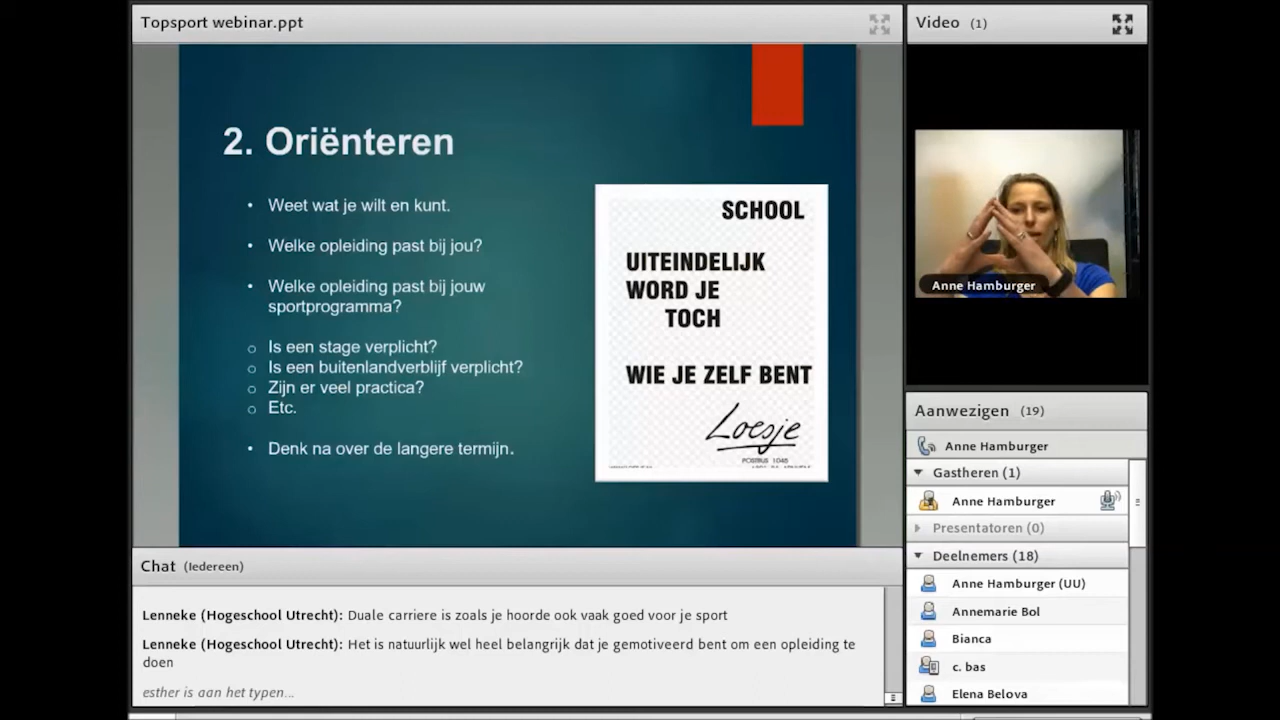 Topsport webinar.ppt
2. Oriënteren
• Weet wat je wilt en kunt.
• Welke opleiding past bij jou?
• Welke opleiding past bij jouw
sportprogramma?
o Is een stage verplicht?
o Is een buitenlandverblijf verplicht?
o Zijn er veel practica?
o Etc.
• Denk na over de langere termijn.
SCHOOL
UITEINDELIJK
WORD JE
TOCH
WIE JE ZELF BENT
Loesje
POSTBUS 1045
Chat (Iedereen)
Lenneke (Hogeschool Utrecht): Duale carriere is zoals je hoorde ook vaak goed voor je sport
Lenneke (Hogeschool Utrecht): Het is natuurlijk wel heel belangrijk dat je gemotiveerd bent om een opleiding te
doen
esther is aan het typen...
Video (1)
Anne Hamburger
Aanwezigen (19)
Anne Hamburger
Gastheren (1)
Anne Hamburger
Presentatoren (0)
Deelnemers (18)
Anne Hamburger (UU)
Annemarie Bol
Bianca
c. bas
Elena Belova